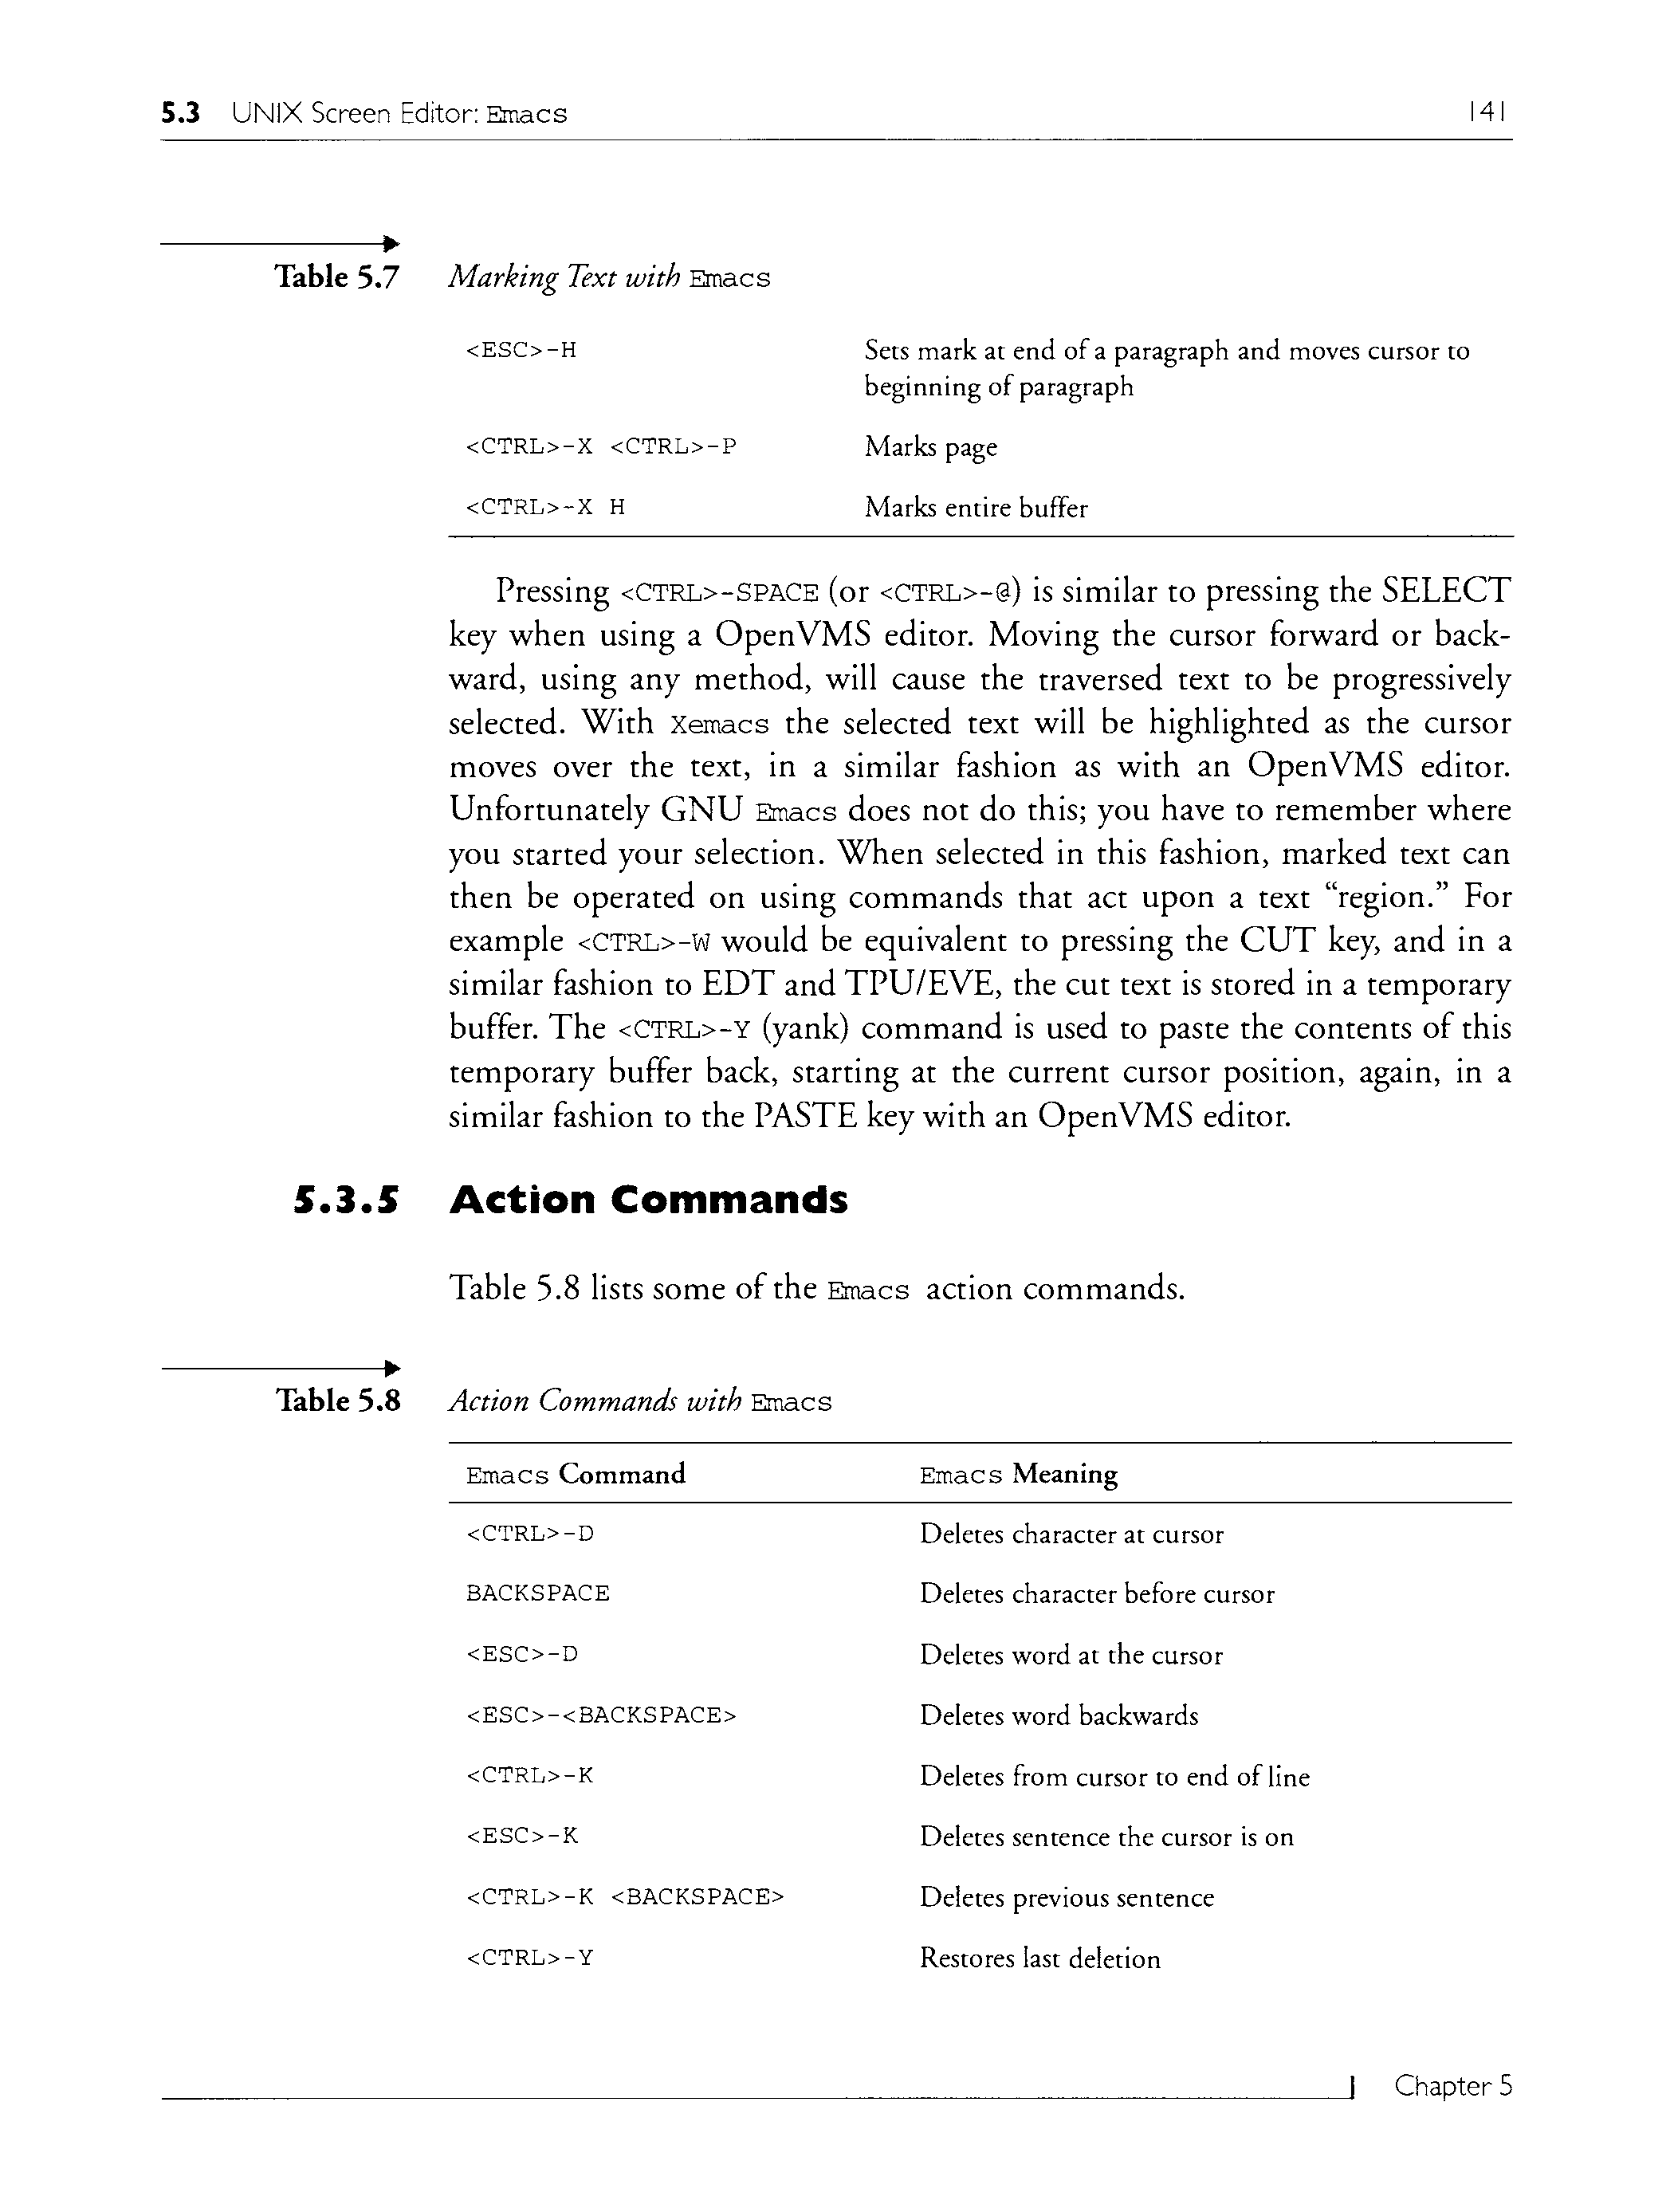 5.3 UNIX Screen Editor: Emacs 141
Table 5.7 Marking Text with Emacs
<ESC>-H Sets mark at end of a paragraph and moves cursor to
beginning of paragraph
<CTRL>-X <CTRL>-P Marks page
<CTRL>-X H Marks entire buffer
Pressing <CTRL>-SPACE (or <CTRL>-@) is similar to pressing the SELECT
key when using a OpenVMS editor. Moving the cursor forward or back-
ward, using any method, will cause the traversed text to be progressively
selected. With Xemacs the selected text will be highlighted as the cursor
moves over the text, in a similar fashion as with an OpenVMS editor.
Unfortunately GNU Emacs does not do this; you have to remember where
you started your selection. When selected in this fashion, marked text can
then be operated on using commands that act upon a text “region.” For
example <CTRL>-W would be equivalent to pressing the CUT key, and in a
similar fashion to EDT and TPU/EVE, the cut text is stored in a temporary
buffer. The <CTRL>-Y (yank) command is used to paste the contents of this
temporary buffer back, starting at the current cursor position, again, in a
similar fashion to the PASTE key with an OpenVMS editor.
5.3.5 Action Commands
Table 5.8 lists some of the Emacs action commands.
Table 5.8 Action Commands with Emacs
Emacs Command Emacs Meaning
<CTRL>-D Deletes character at cursor
BACKSPACE Deletes character before cursor
<ESC>-D Deletes word at the cursor
<ESC>-<BACKSPACE> Deletes word backwards
<CTRL>-K Deletes from cursor to end of line
<ESC>-K Deletes sentence the cursor is on
<CTRL>-K <BACKSPACE> Deletes previous sentence
<CTRL>-Y Restores last deletion
Chapter 5